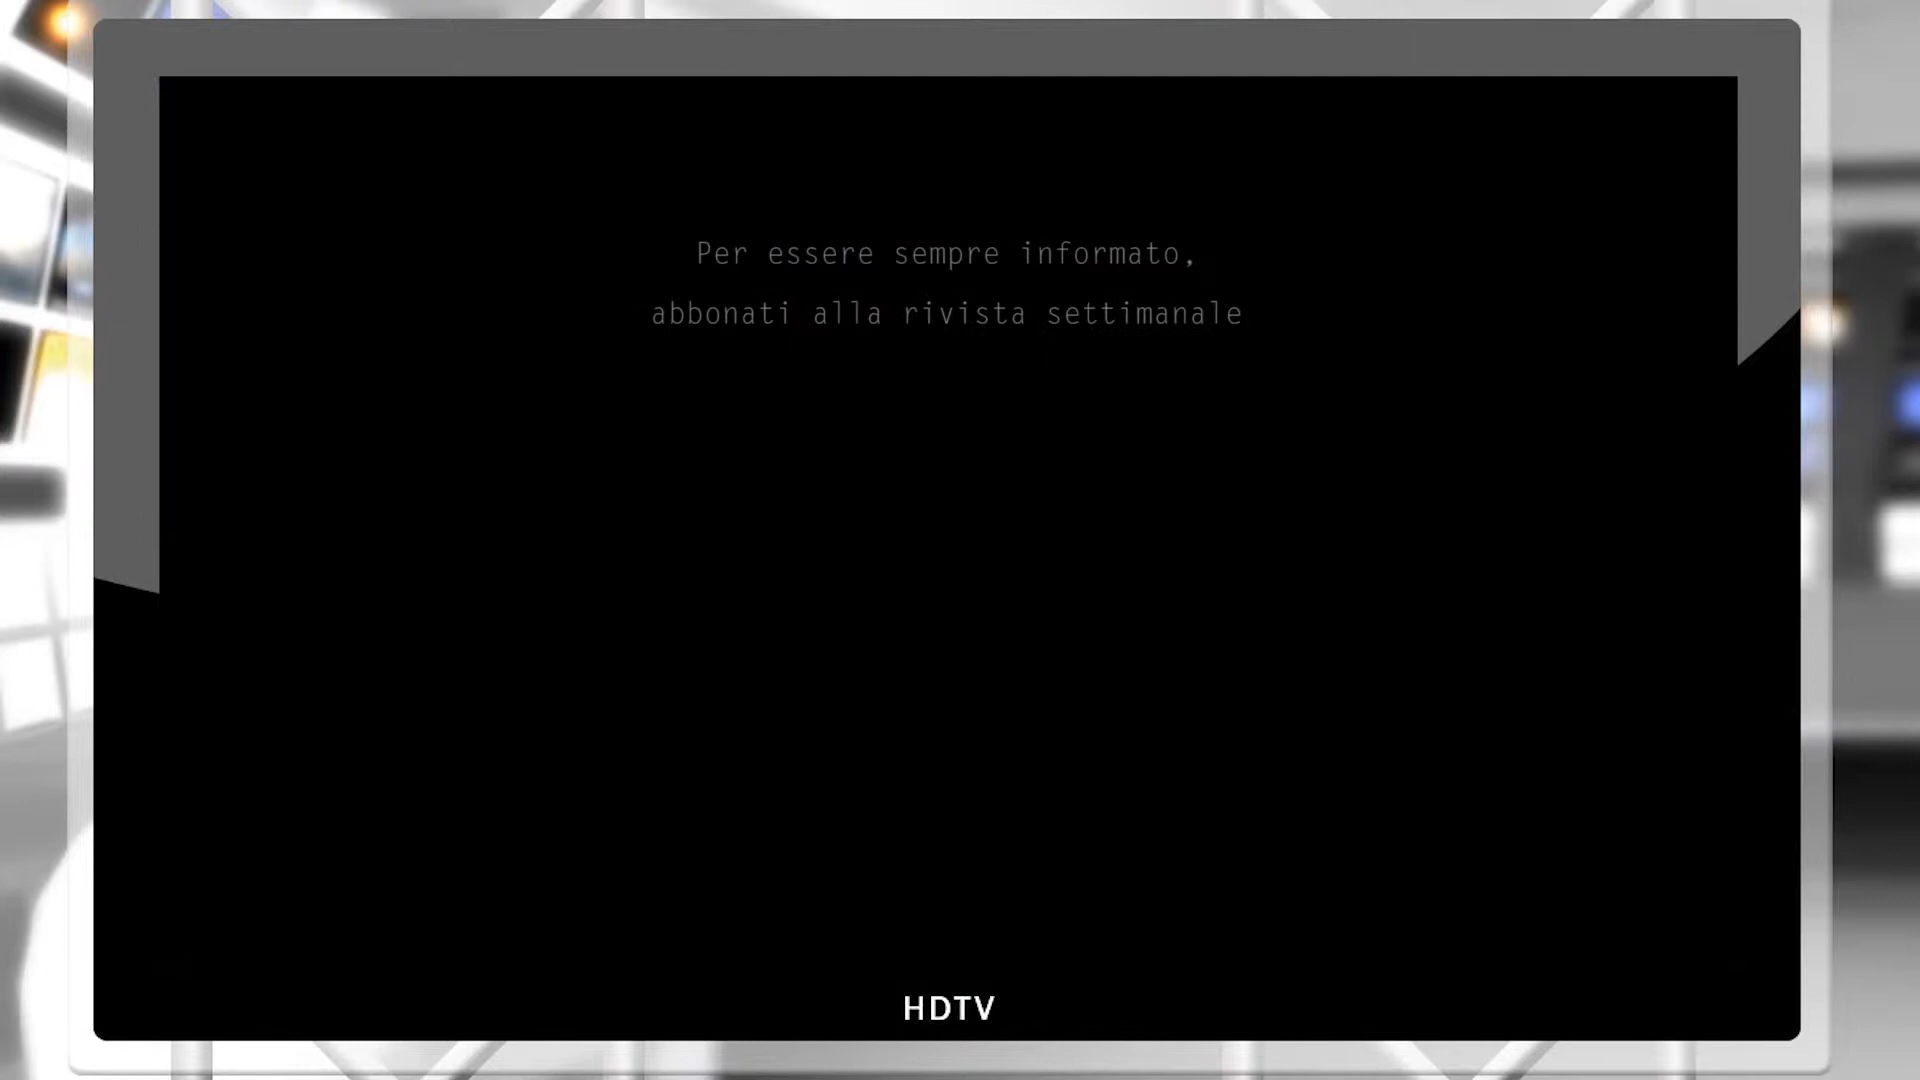 Per essere sempre informato,
abbonati alla rivista settimanale
HDTV